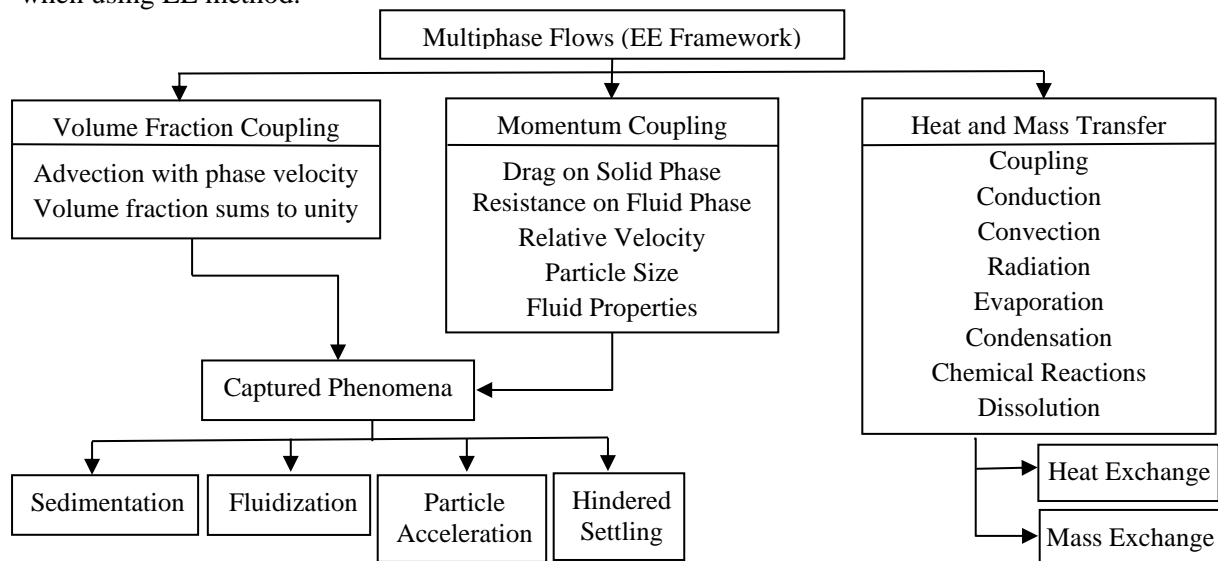 when using EE method.
Multiphase Flows (EE Framework)
Volume Fraction Coupling
Advection with phase velocity
Volume fraction sums to unity
Momentum Coupling
Drag on Solid Phase
Resistance on Fluid Phase
Relative Velocity
Particle Size
Fluid Properties
Heat and Mass Transfer
Coupling
Conduction
Convection
Radiation
Evaporation
Condensation
Chemical Reactions
Dissolution
Captured Phenomena
Sedimentation
Fluidization
Particle
Acceleration
Hindered
Settling
Heat Exchange
Mass Exchange